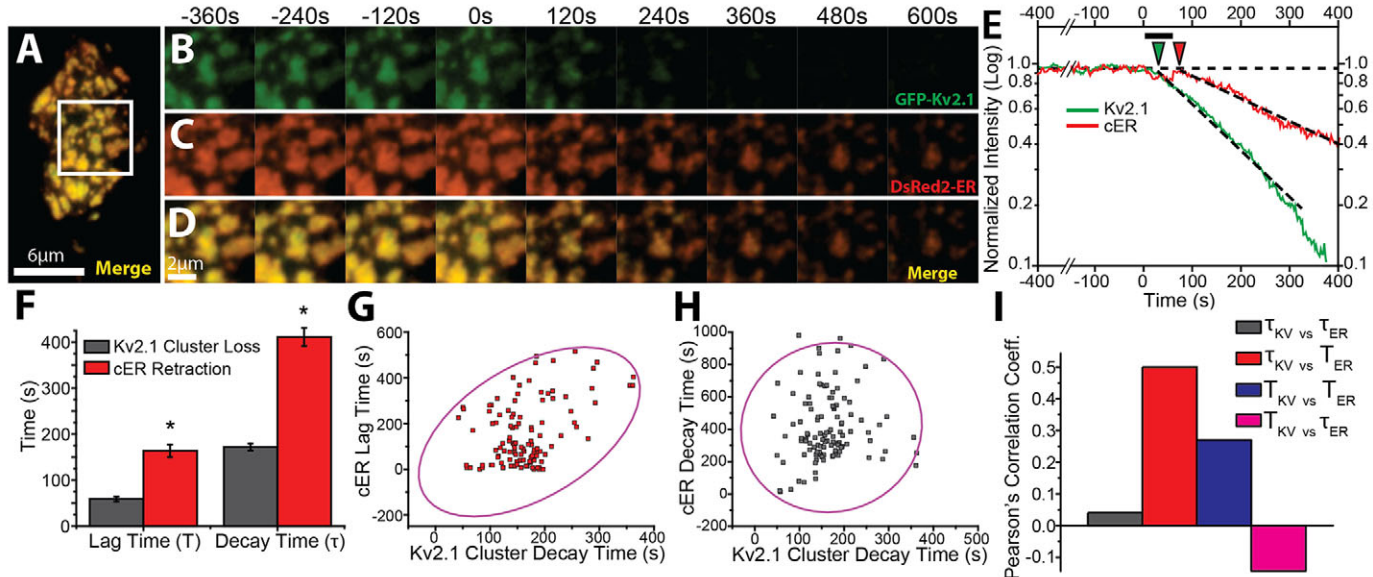 -360s -240s -120s 0s 120s 240s 360s 480s 600s
A
6μm
Merge
B
GFP-Kv2.1
C
DsRed2-ER
D
2μm
Merge
E
-400 -100 0 100 200 300 400
Normalized Intensity (Log)
1.0
0.8
0.6
0.4
0.2
0.1
1.0
0.8
0.6
0.4
0.2
0.1
Kv2.1
cER
-400 -100 0 100 200 300 400
Time (s)
F
Time (s)
400
300
200
100
0
Kv2.1 Cluster Loss
cER Retraction
*
*
Lag Time (T) Decay Time (τ)
G
cER Lag Time (s)
600
400
200
0
-200
0 100 200 300 400
Kv2.1 Cluster Decay Time (s)
H
cER Decay Time (s)
1000
800
600
400
200
0
-200
0 100 200 300 400 500
Kv2.1 Cluster Decay Time (s)
I
Pearson's Correlation Coeff.
0.5
0.4
0.3
0.2
0.1
0.0
-0.1
τKV vs τER
τKV vs TER
TKV vs TER
TKV vs τER